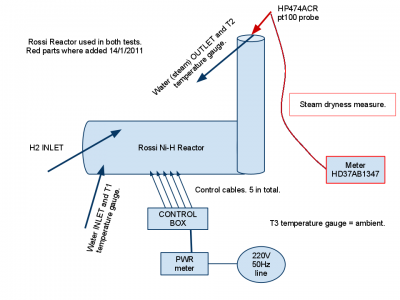 HP474ACR
pt100 probe
Rossi Reactor used in both tests.
Red parts where added 14/1/2011
Water (steam) OUTLET and T2
temperature gauge.
Steam dryness measure.
H2 INLET
Rossi Ni-H Reactor
Meter
HD37AB1347
Control cables. 5 in total.
Water INLET and T1
temperature gauge.
CONTROL
BOX
T3 temperature gauge = ambient.
PWR
meter
220V
50Hz
line